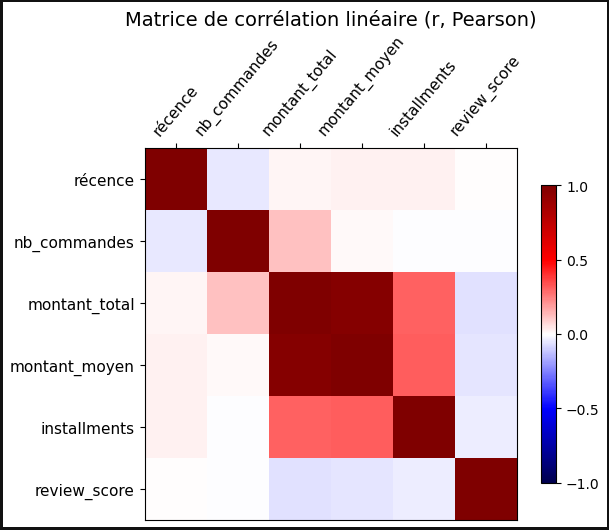 Matrice de corrélation linéaire (r, Pearson)
récence
nb_commandes
montant_total
montant_moyen
installments
review_score
récence
nb_commandes
montant_total
montant_moyen
installments
review_score
1.0
0.5
0.0
−0.5
−1.0